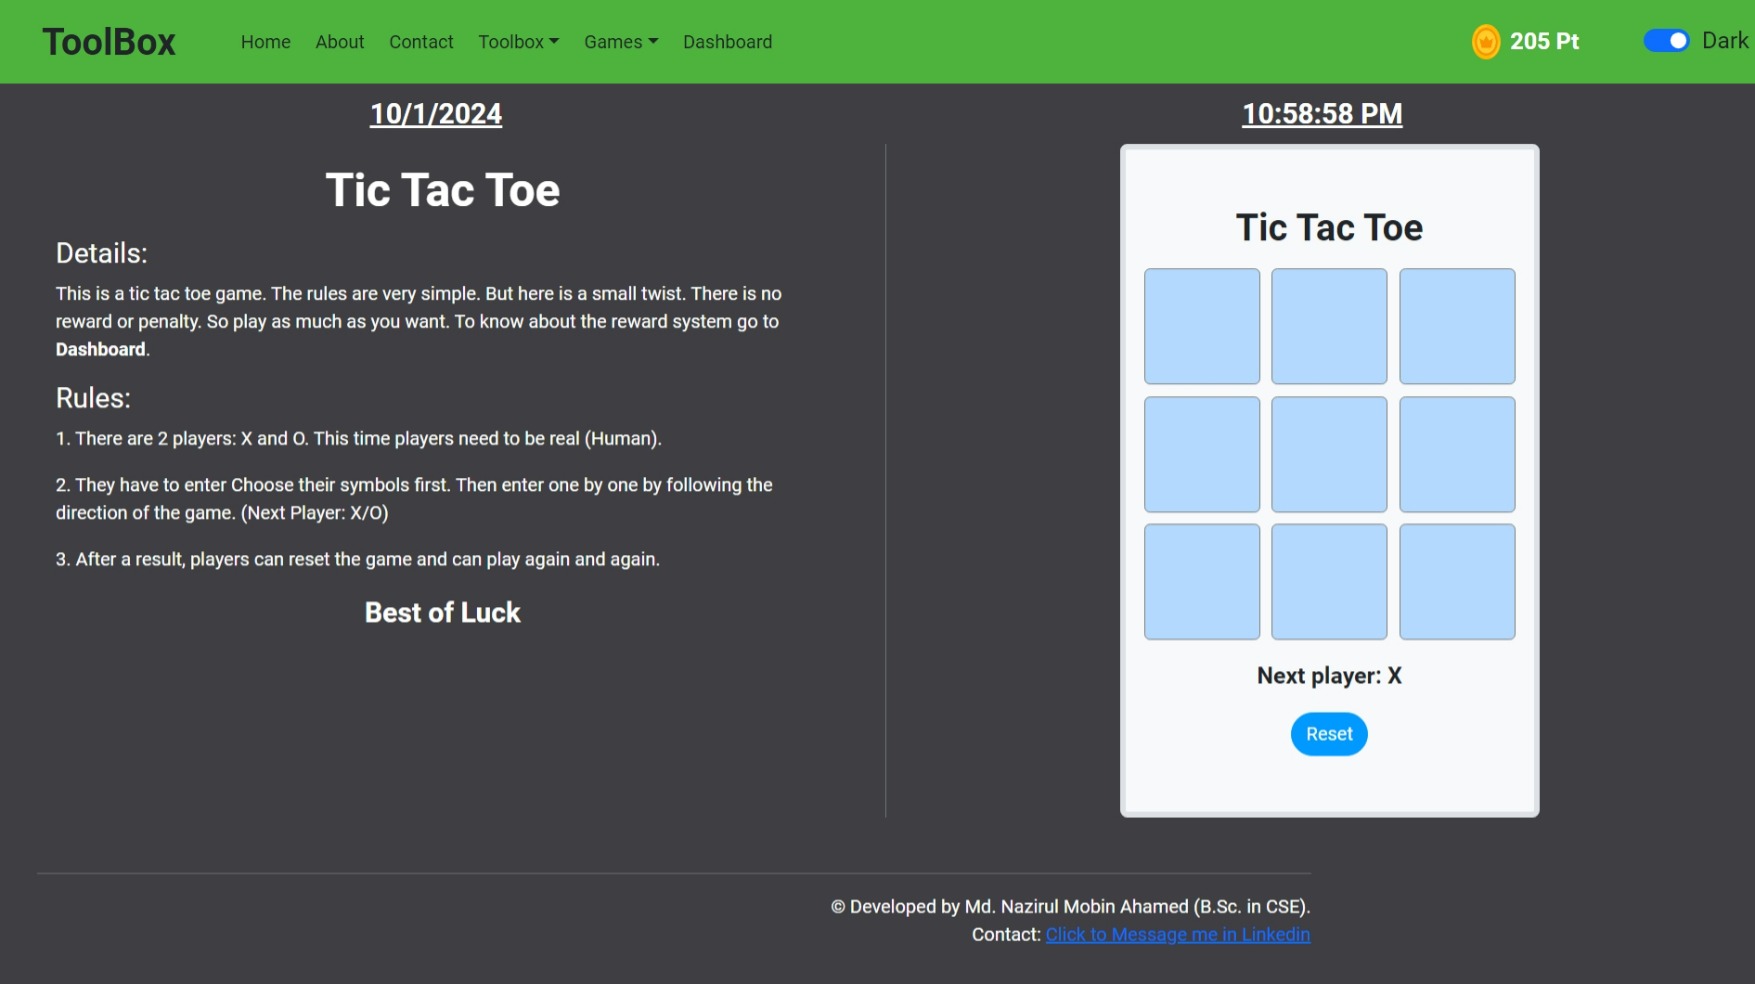 ToolBox Home About Contact Toolbox Games Dashboard 205 Pt Dark
10/1/2024
10:58:58 PM
Tic Tac Toe
Details:
This is a tic tac toe game. The rules are very simple. But here is a small twist. There is no
reward or penalty. So play as much as you want. To know about the reward system go to
Dashboard.
Rules:
1. There are 2 players: X and O. This time players need to be real (Human).
2. They have to enter Choose their symbols first. Then enter one by one by following the
direction of the game. (Next Player: X/O)
3. After a result, players can reset the game and can play again and again.
Best of Luck
Tic Tac Toe
Next player: X
Reset
© Developed by Md. Nazirul Mobin Ahamed (B.Sc. in CSE).
Contact: Click to Message me in Linkedin